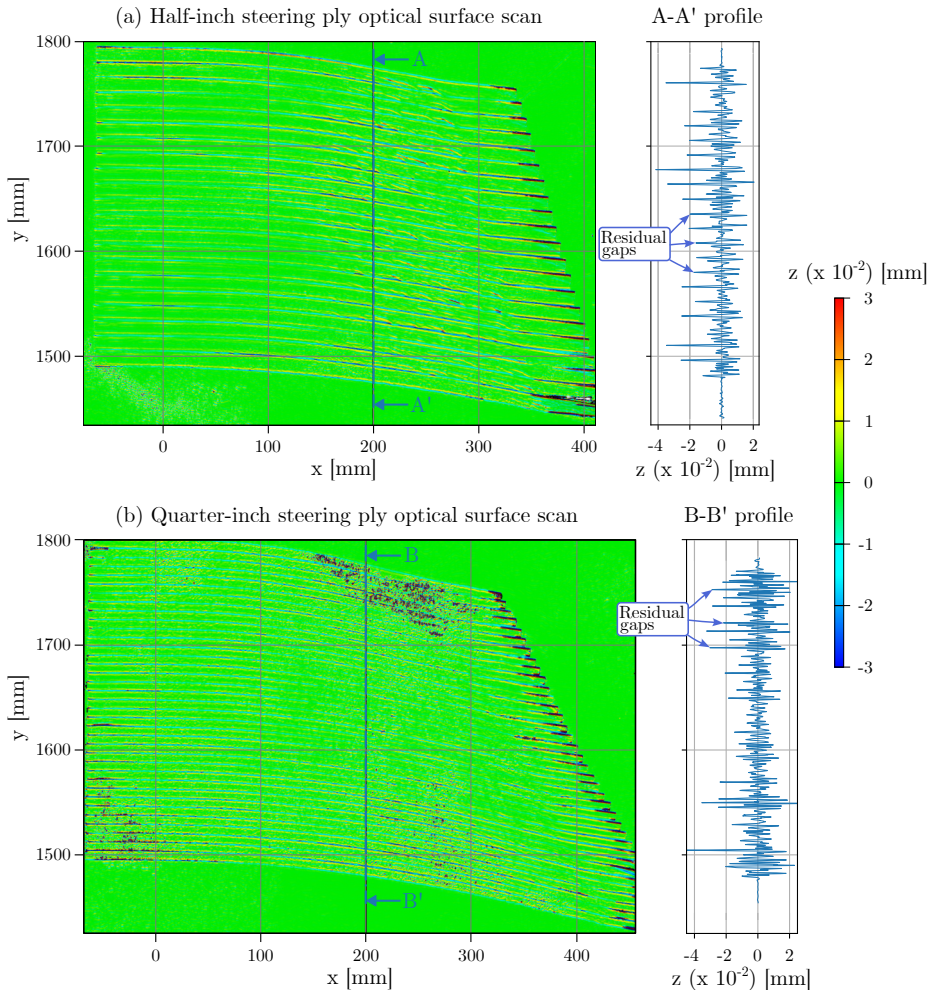 (a) Half-inch steering ply optical surface scan
A-A' profile
1800
1700
1600
1500
y [mm]
A
A'
0
100
200
300
400
x [mm]
Residual
gaps
-4
-2
0
2
z (x 10-2) [mm]
z (x 10-2) [mm]
3
2
1
0
-1
-2
-3
(b) Quarter-inch steering ply optical surface scan
B-B' profile
1800
1700
1600
1500
y [mm]
B
B'
0
100
200
300
400
x [mm]
Residual
gaps
-4
-2
0
2
z (x 10-2) [mm]